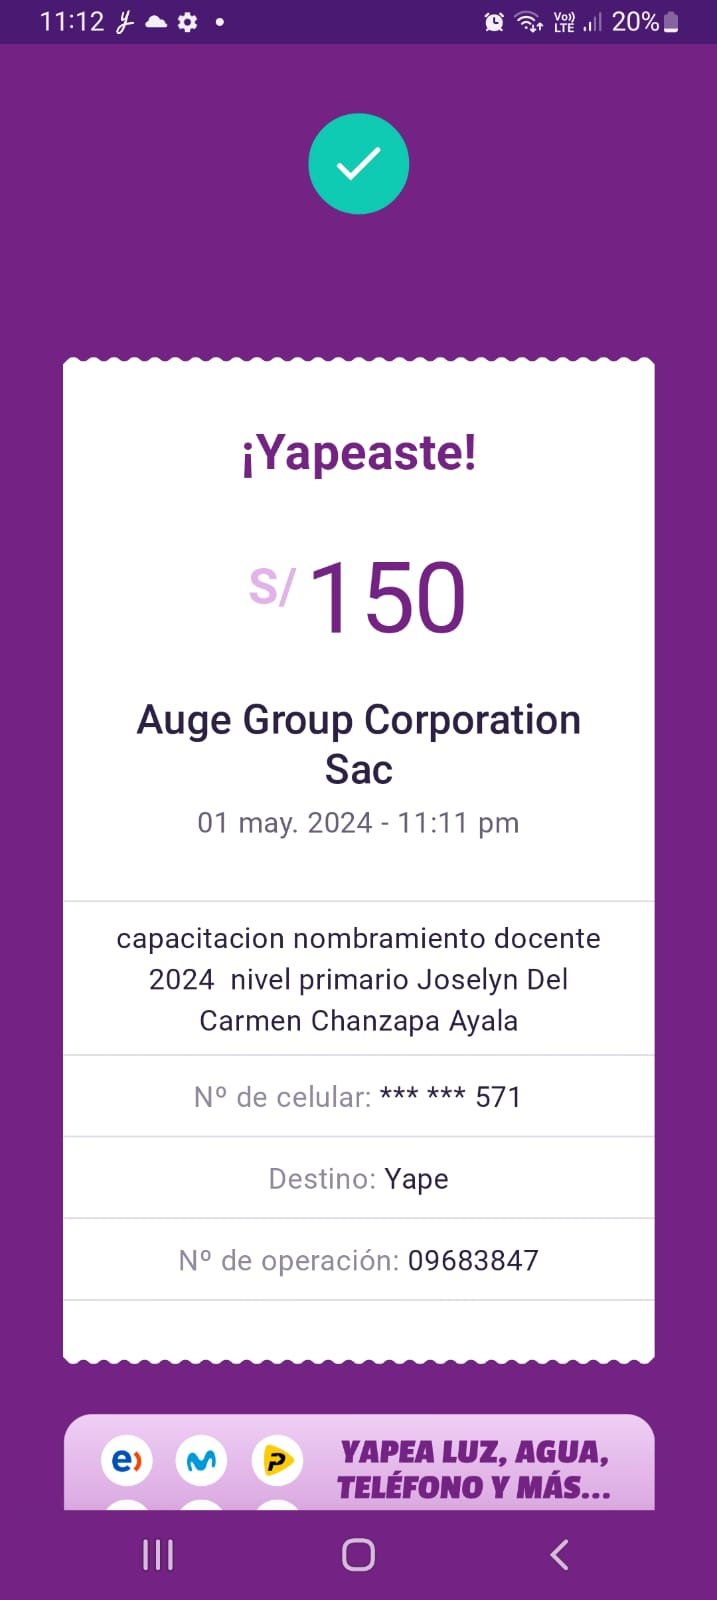 11:12
Vo))
LTE
20%
¡Yapeaste!
S/ 150
Auge Group Corporation
Sac
01 may. 2024 - 11:11 pm
capacitacion nombramiento docente
2024  nivel primario Joselyn Del
Carmen Chanzapa Ayala
Nº de celular: *** *** 571
Destino: Yape
Nº de operación: 09683847
YAPEA LUZ, AGUA,
TELÉFONO Y MÁS...